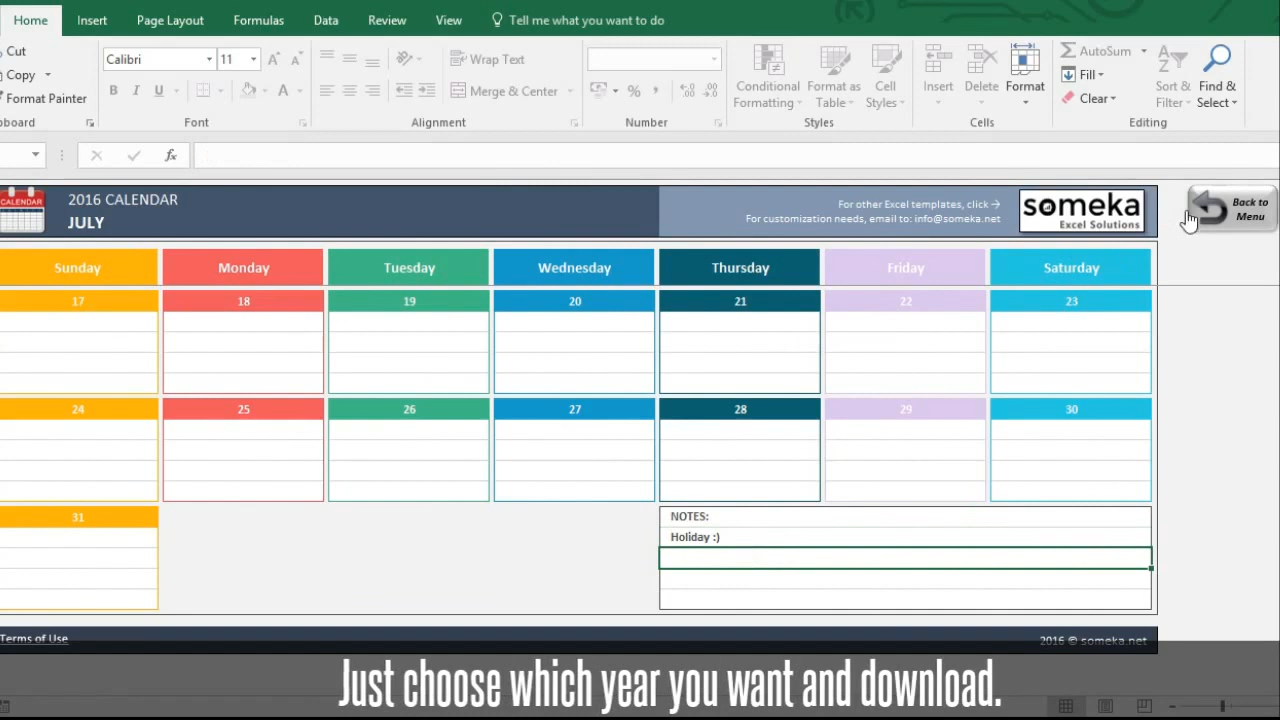 Home Insert Page Layout Formulas Data Review View Tell me what you want to do
Cut
Copy
Format Painter
Calibri 11
B I U A
Wrap Text
Merge & Center
% ,
Conditional Formatting
Format as Table
Cell Styles
Insert Delete Format
AutoSum
Fill
Clear
Sort & Filter
Find & Select
pboard Font Alignment Number Styles Cells Editing
fx
CALENDAR
2016 CALENDAR
JULY
For other Excel templates, click →
For customization needs, email to: info@someka.net
someka
Excel Solutions
Back to
Menu
Sunday Monday Tuesday Wednesday Thursday Friday Saturday
17 18 19 20 21 22 23
24 25 26 27 28 29 30
31
NOTES:
Holiday :)
Terms of Use
2016 © someka.net
Just choose which year you want and download.